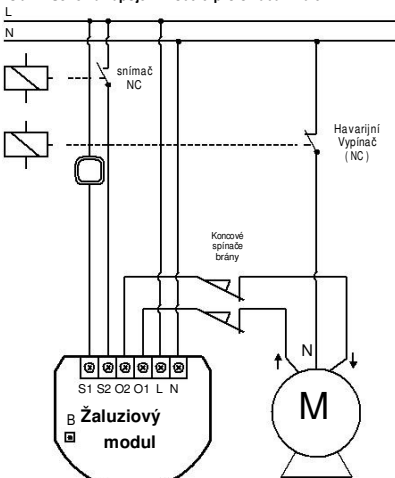 L
N
snímač
NC
Havarijní
Vypínač
(NC)
Koncové
spínače
brány
N
S1 S2 O2 O1 L N
B Žaluziový
modul
M